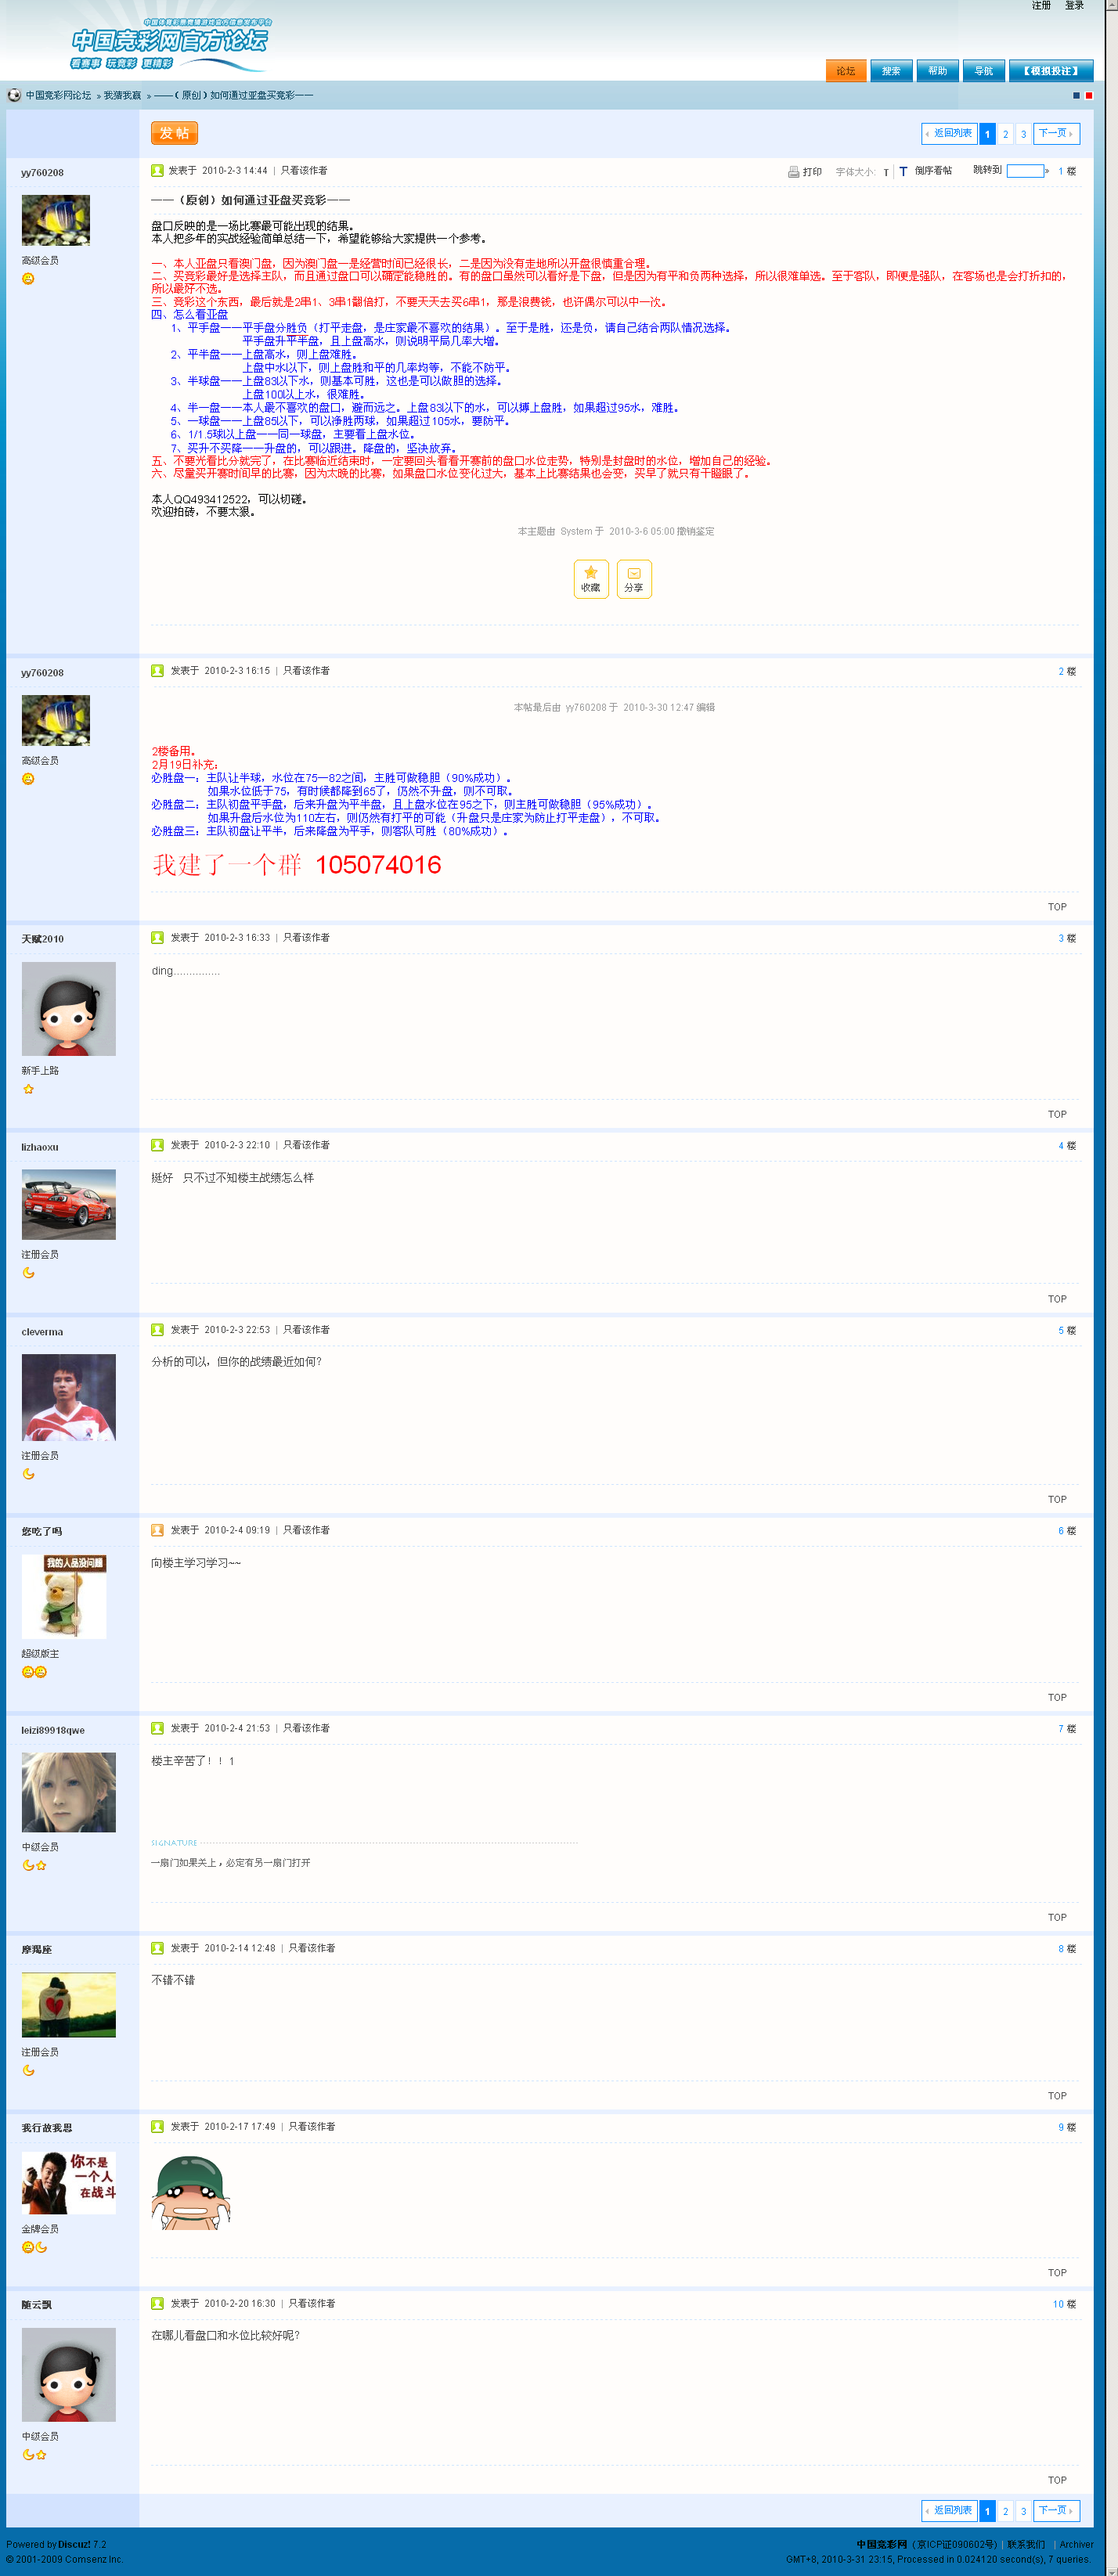 注册 登录
中国体育彩票竞猜游戏官方信息发布平台
中国竞彩网官方论坛
看赛事 玩竞彩 更精彩
论坛 搜索 帮助 导航 【模拟投注】
中国竞彩网论坛 » 我猜我赢 » ——（原创）如何通过亚盘买竞彩——
发帖
返回列表 1 2 3 下一页
yy760208
发表于 2010-2-3 14:44 | 只看该作者
打印 字体大小: T T 倒序看帖 跳转到 » 1 楼
——（原创）如何通过亚盘买竞彩——
高级会员
盘口反映的是一场比赛最可能出现的结果。
本人把多年的实战经验简单总结一下，希望能够给大家提供一个参考。
一、本人亚盘只看澳门盘，因为澳门盘一是经营时间已经很长，二是因为没有走地所以开盘很慎重合理。
二、买竞彩最好是选择主队，而且通过盘口可以确定能稳胜的。有的盘口虽然可以看好是下盘，但是因为有平和负两种选择，所以很难单选。至于客队，即便是强队，在客场也是会打折扣的，
所以最好不选。
三、竞彩这个东西，最后就是2串1、3串1翻倍打，不要天天去买6串1，那是浪费钱，也许偶尔可以中一次。
四、怎么看亚盘
1、平手盘——平手盘分胜负（打平走盘，是庄家最不喜欢的结果）。至于是胜，还是负，请自己结合两队情况选择。
平手盘升平半盘，且上盘高水，则说明平局几率大增。
2、平半盘——上盘高水，则上盘难胜。
上盘中水以下，则上盘胜和平的几率均等，不能不防平。
3、半球盘——上盘83以下水，则基本可胜，这也是可以做胆的选择。
上盘100以上水，很难胜。
4、半一盘——本人最不喜欢的盘口，避而远之。上盘83以下的水，可以搏上盘胜，如果超过95水，难胜。
5、一球盘——上盘85以下，可以净胜两球，如果超过105水，要防平。
6、1/1.5球以上盘——同一球盘，主要看上盘水位。
7、买升不买降——升盘的，可以跟进。降盘的，坚决放弃。
五、不要光看比分就完了，在比赛临近结束时，一定要回头看看开赛前的盘口水位走势，特别是封盘时的水位，增加自己的经验。
六、尽量买开赛时间早的比赛，因为太晚的比赛，如果盘口水位变化过大，基本上比赛结果也会变，买早了就只有干瞪眼了。
本人QQ493412522，可以切磋。
欢迎拍砖，不要太狠。
本主题由 System 于 2010-3-6 05:00 撤销鉴定
收藏 分享
yy760208
发表于 2010-2-3 16:15 | 只看该作者 2 楼
高级会员
本帖最后由 yy760208 于 2010-3-30 12:47 编辑
2楼备用。
2月19日补充：
必胜盘一：主队让半球，水位在75—82之间，主胜可做稳胆（90%成功）。
如果水位低于75，有时候都降到65了，仍然不升盘，则不可取。
必胜盘二：主队初盘平手盘，后来升盘为平半盘，且上盘水位在95之下，则主胜可做稳胆（95%成功）。
如果升盘后水位为110左右，则仍然有打平的可能（升盘只是庄家为防止打平走盘），不可取。
必胜盘三：主队初盘让平半，后来降盘为平手，则客队可胜（80%成功）。
我建了一个群 105074016
TOP
天赋2010
发表于 2010-2-3 16:33 | 只看该作者 3 楼
ding...............
新手上路
TOP
lizhaoxu
发表于 2010-2-3 22:10 | 只看该作者 4 楼
挺好 只不过不知楼主战绩怎么样
注册会员
TOP
cleverma
发表于 2010-2-3 22:53 | 只看该作者 5 楼
分析的可以，但你的战绩最近如何?
注册会员
TOP
您吃了吗
发表于 2010-2-4 09:19 | 只看该作者 6 楼
向楼主学习学习~~
我的人品没问题
超级版主
TOP
leizi89918qwe
发表于 2010-2-4 21:53 | 只看该作者 7 楼
楼主辛苦了！！1
中级会员
SIGNATURE
一扇门如果关上，必定有另一扇门打开
TOP
摩羯座
发表于 2010-2-14 12:48 | 只看该作者 8 楼
不错不错
注册会员
TOP
我行故我思
发表于 2010-2-17 17:49 | 只看该作者 9 楼
你不是
一个人
在战斗
金牌会员
TOP
随云飘
发表于 2010-2-20 16:30 | 只看该作者 10 楼
在哪儿看盘口和水位比较好呢?
中级会员
TOP
返回列表 1 2 3 下一页
Powered by Discuz! 7.2
© 2001-2009 Comsenz Inc.
中国竞彩网 （京ICP证090602号）| 联系我们 | Archiver
GMT+8, 2010-3-31 23:15, Processed in 0.024120 second(s), 7 queries.